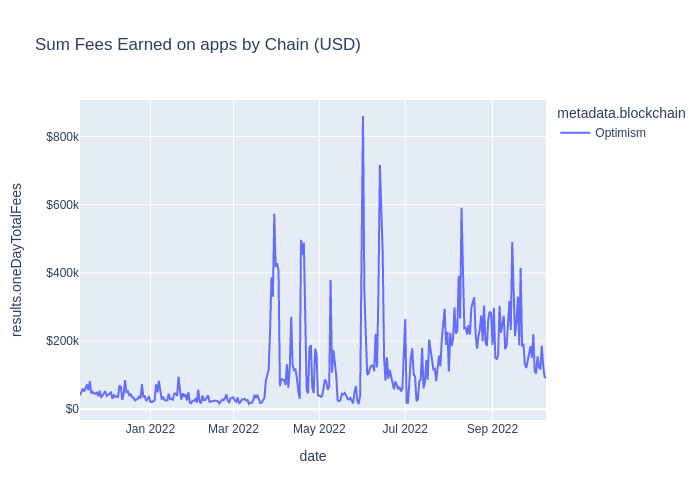 Sum Fees Earned on apps by Chain (USD)
metadata.blockchain
Optimism
results.oneDayTotalFees
$800k
$600k
$400k
$200k
$0
Jan 2022
Mar 2022
May 2022
Jul 2022
Sep 2022
date